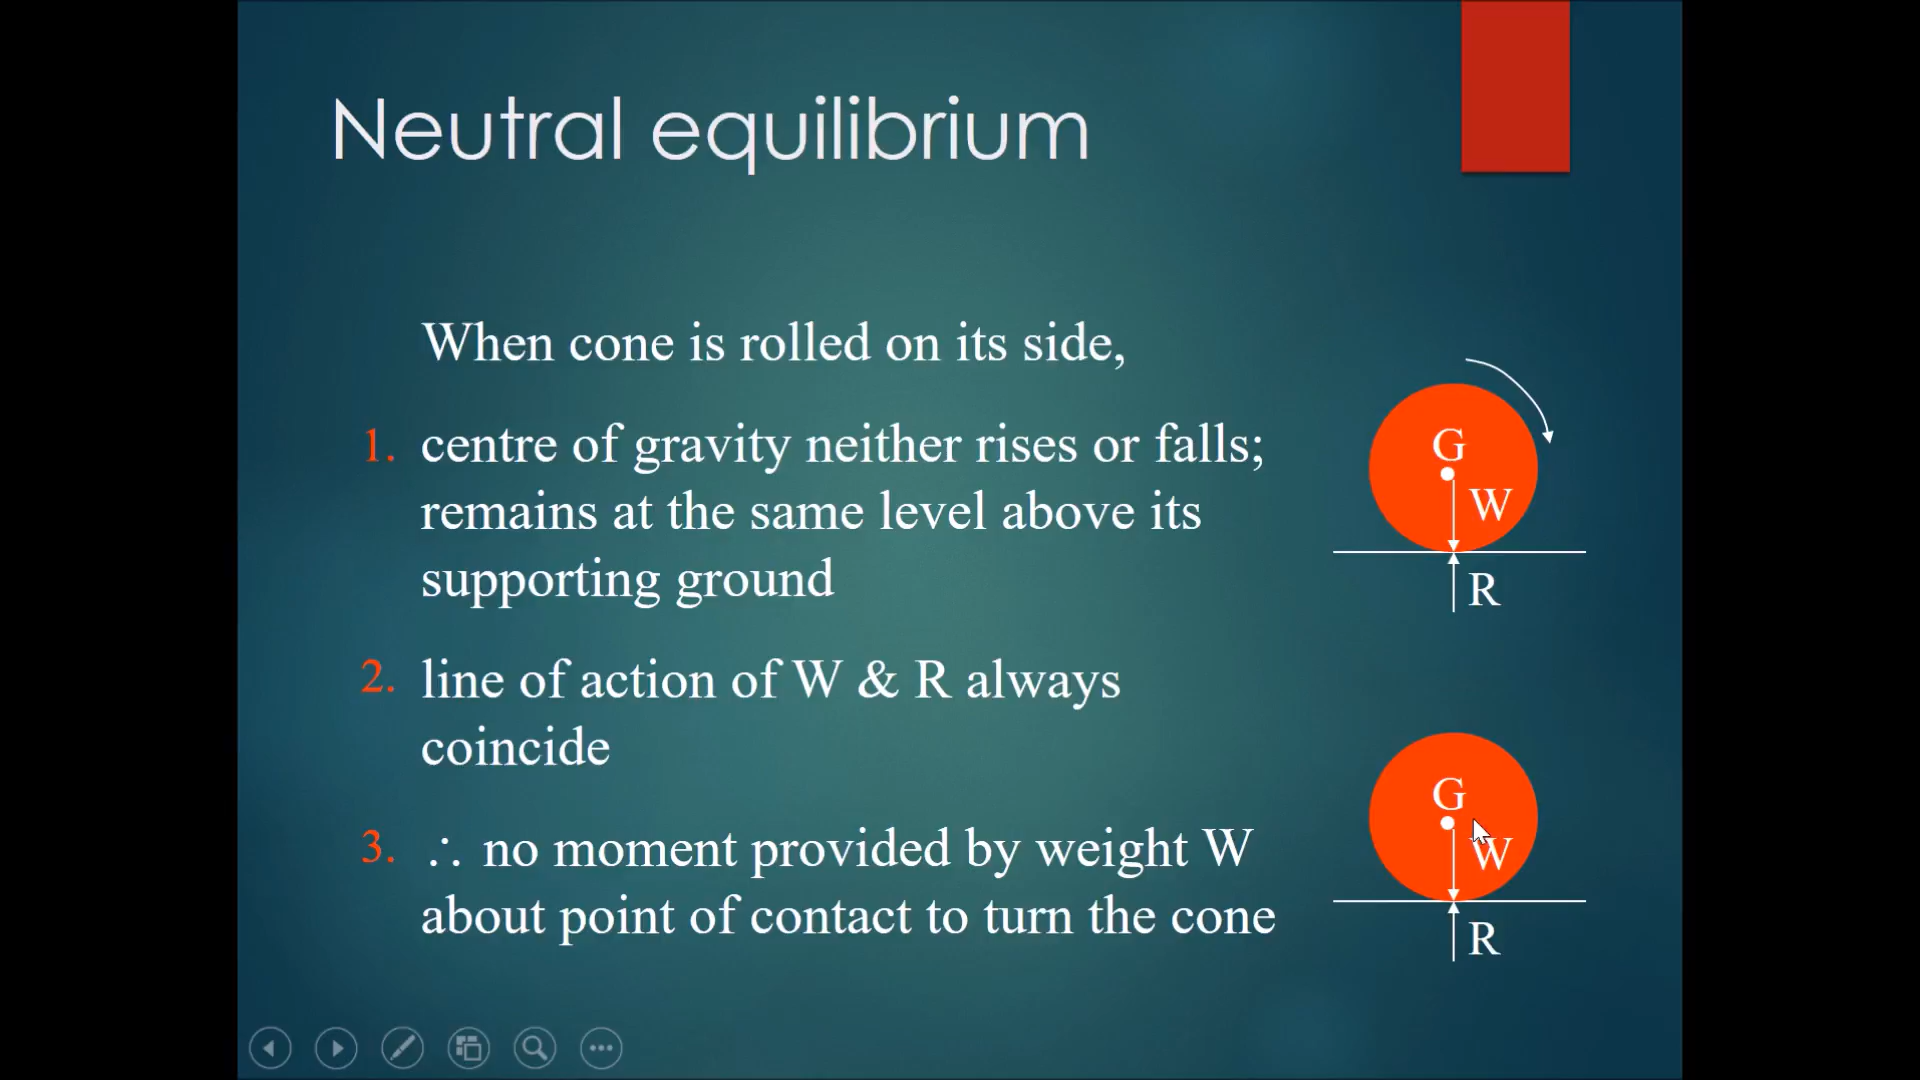 Neutral equilibrium
When cone is rolled on its side,
1. centre of gravity neither rises or falls;
remains at the same level above its
supporting ground
2. line of action of W & R always
coincide
3. ∴ no moment provided by weight W
about point of contact to turn the cone
G
W
R
G
W
R